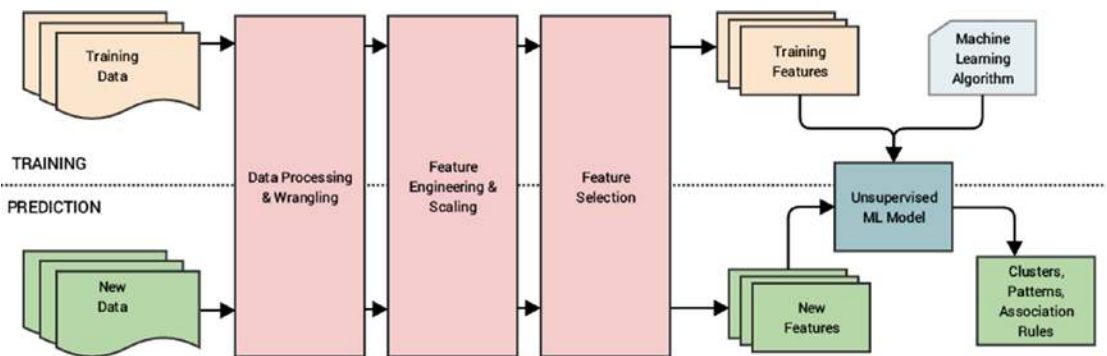 Training
Data
Data Processing
& Wrangling
Feature
Engineering &
Scaling
Feature
Selection
Training
Features
Machine
Learning
Algorithm
TRAINING
PREDICTION
Unsupervised
ML Model
New
Data
New
Features
Clusters,
Patterns,
Association
Rules